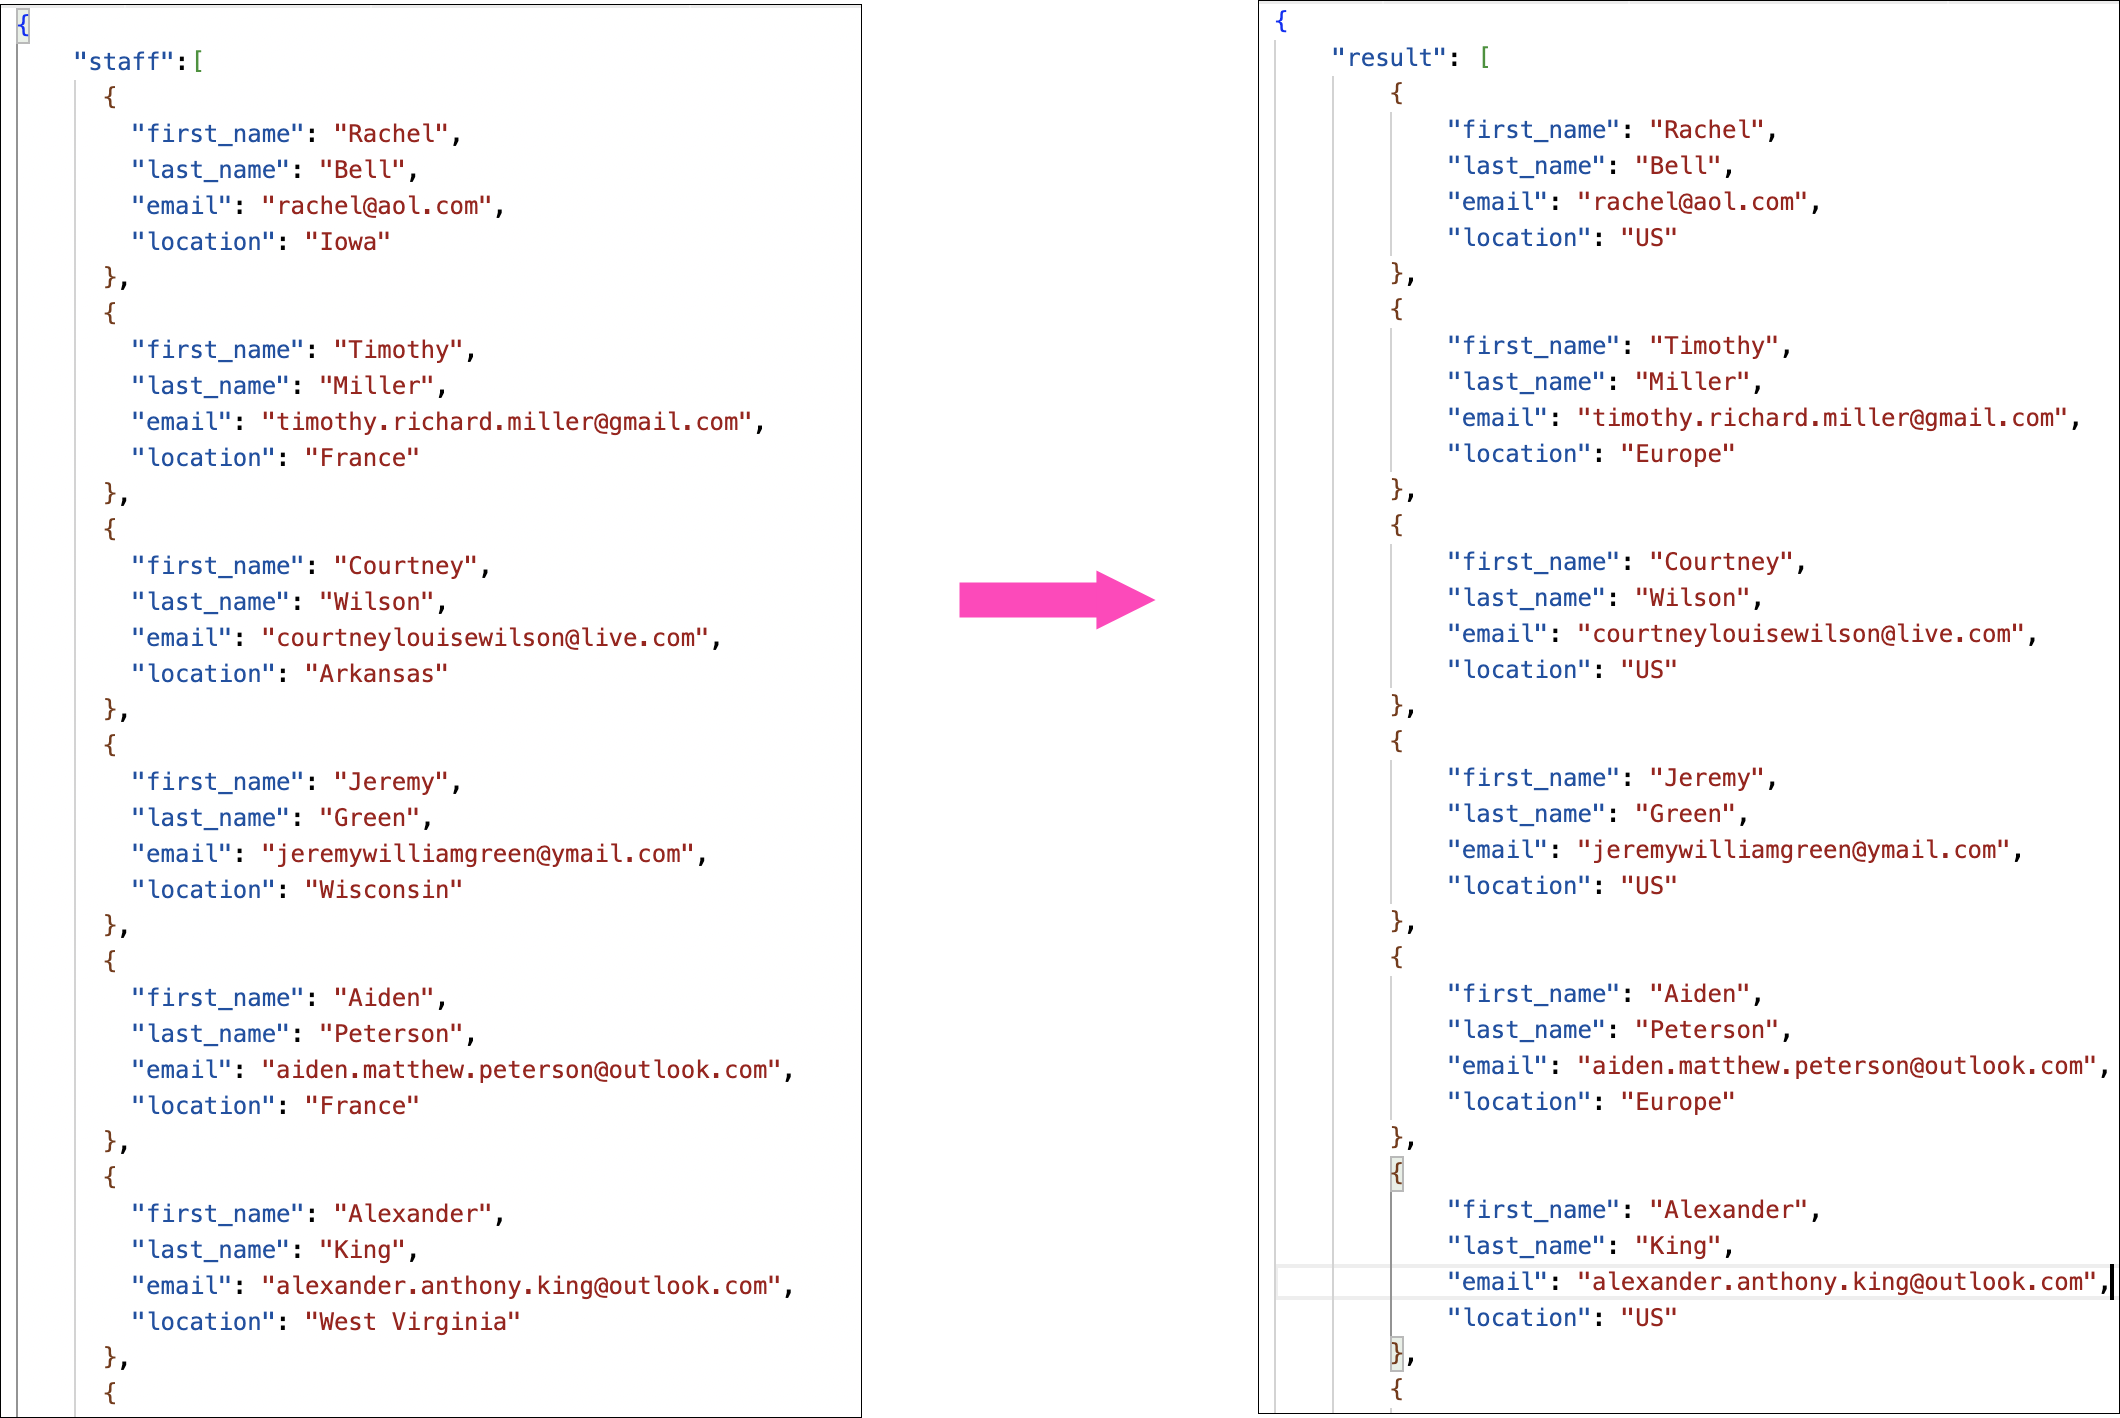 {
"staff":[
{
"first_name": "Rachel",
"last_name": "Bell",
"email": "rachel@aol.com",
"location": "Iowa"
},
{
"first_name": "Timothy",
"last_name": "Miller",
"email": "timothy.richard.miller@gmail.com",
"location": "France"
},
{
"first_name": "Courtney",
"last_name": "Wilson",
"email": "courtneylouisewilson@live.com",
"location": "Arkansas"
},
{
"first_name": "Jeremy",
"last_name": "Green",
"email": "jeremywilliamgreen@ymail.com",
"location": "Wisconsin"
},
{
"first_name": "Aiden",
"last_name": "Peterson",
"email": "aiden.matthew.peterson@outlook.com",
"location": "France"
},
{
"first_name": "Alexander",
"last_name": "King",
"email": "alexander.anthony.king@outlook.com",
"location": "West Virginia"
},
{
{
"result": [
{
"first_name": "Rachel",
"last_name": "Bell",
"email": "rachel@aol.com",
"location": "US"
},
{
"first_name": "Timothy",
"last_name": "Miller",
"email": "timothy.richard.miller@gmail.com",
"location": "Europe"
},
{
"first_name": "Courtney",
"last_name": "Wilson",
"email": "courtneylouisewilson@live.com",
"location": "US"
},
{
"first_name": "Jeremy",
"last_name": "Green",
"email": "jeremywilliamgreen@ymail.com",
"location": "US"
},
{
"first_name": "Aiden",
"last_name": "Peterson",
"email": "aiden.matthew.peterson@outlook.com",
"location": "Europe"
},
{
"first_name": "Alexander",
"last_name": "King",
"email": "alexander.anthony.king@outlook.com",
"location": "US"
},
{